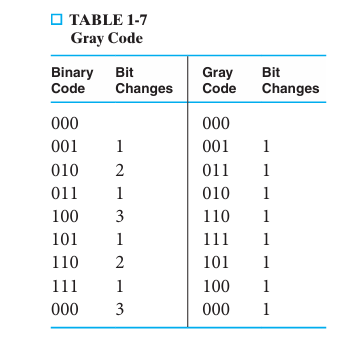 TABLE 1-7
Gray Code
Binary Bit Gray Bit
Code Changes Code Changes
000 000
001 1 001 1
010 2 011 1
011 1 010 1
100 3 110 1
101 1 111 1
110 2 101 1
111 1 100 1
000 3 000 1